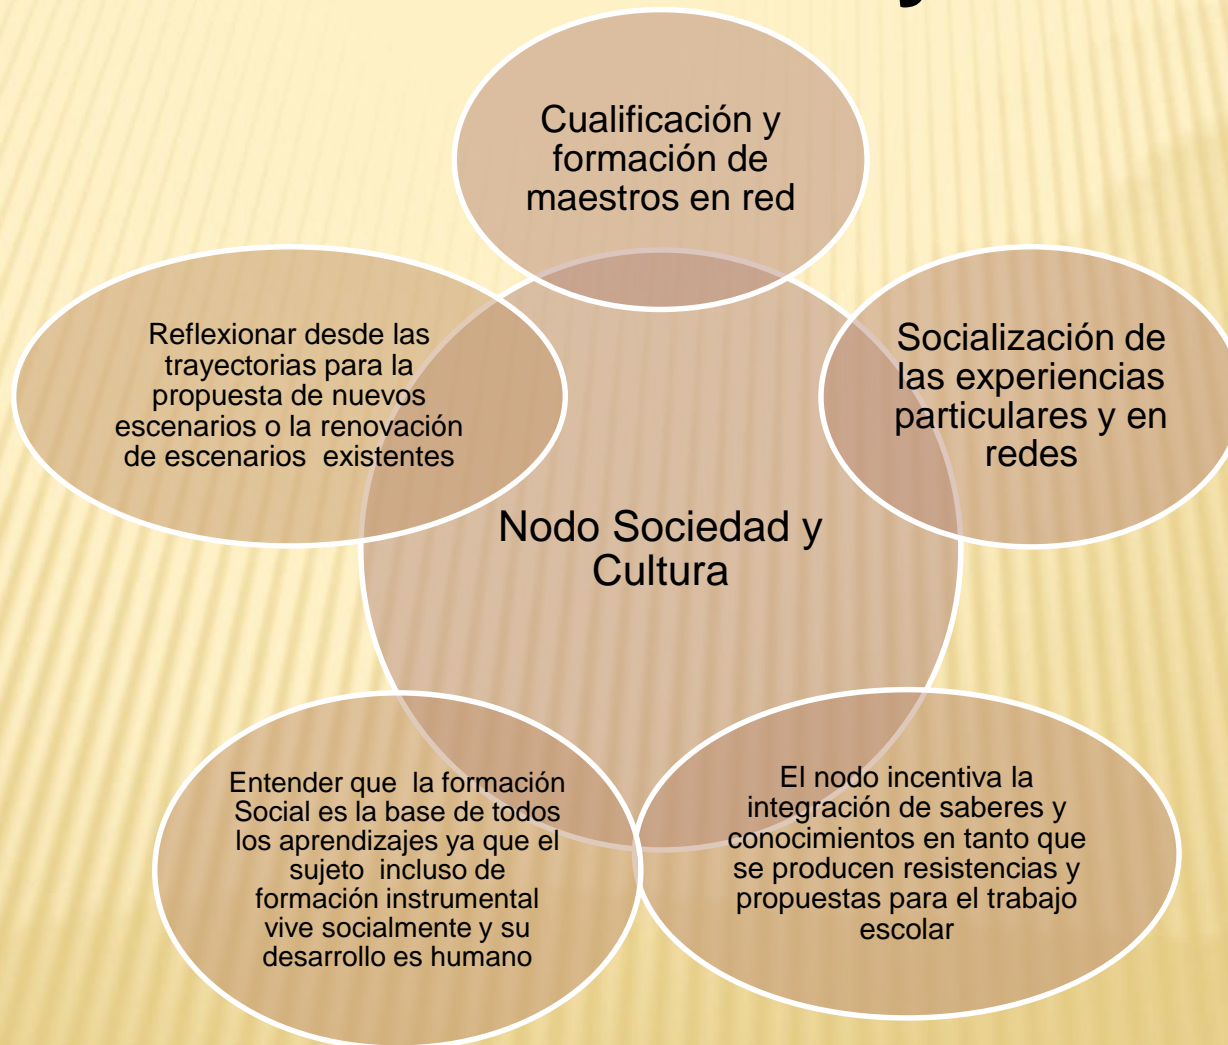 Cualificación y
formación de
maestros en red
Reflexionar desde las
trayectorias para la
propuesta de nuevos
escenarios o la renovación
de escenarios existentes
Socialización de
las experiencias
particulares y en
redes
Nodo Sociedad y
Cultura
Entender que la formación
Social es la base de todos
los aprendizajes ya que el
sujeto incluso de
formación instrumental
vive socialmente y su
desarrollo es humano
El nodo incentiva la
integración de saberes y
conocimientos en tanto que
se producen resistencias y
propuestas para el trabajo
escolar